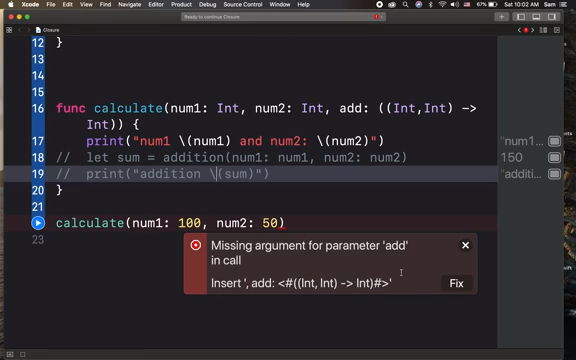 Xcode File Edit View Find Navigate Editor Product Debug Source Control Window Help 67% Sat 10:02 AM Sam
Ready to continue Closure
Closure
12 }
13
14
15
16 func calculate(num1: Int, num2: Int, add: ((Int,Int) ->
Int)) {
17 print("num1 \(num1) and num2: \(num2)") "num1...
18 // let sum = addition(num1: num1, num2: num2) 150
19 // print("addition \(sum)") "additi...
20 }
21
calculate(num1: 100, num2: 50)
23
Missing argument for parameter 'add'
in call
Insert ', add: <#((Int, Int) -> Int)#>'
Fix